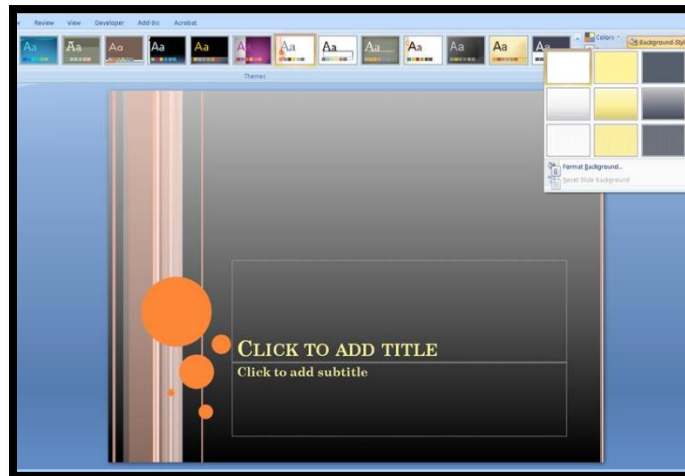 Review View Developer Add-Ins Acrobat
Aa Aa Aa Aa Aa Aa Aa Aa Aa Aa Aa Aa Aa
Colors
Background Styl
Themes
Format Background...
Reset Slide Background
CLICK TO ADD TITLE
Click to add subtitle